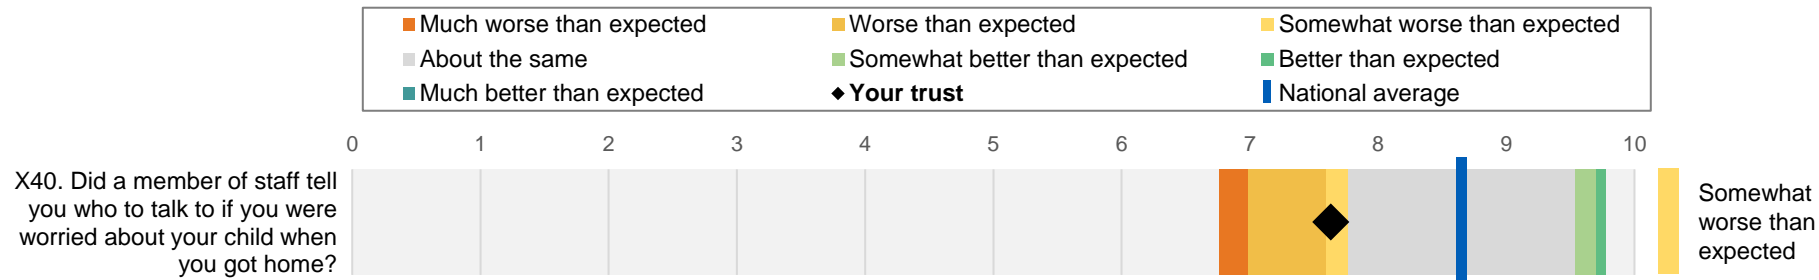 Much worse than expected
Worse than expected
Somewhat worse than expected
About the same
Somewhat better than expected
Better than expected
Much better than expected
Your trust
National average
0 1 2 3 4 5 6 7 8 9 10
X40. Did a member of staff tell
you who to talk to if you were
worried about your child when
you got home?
Somewhat
worse than
expected